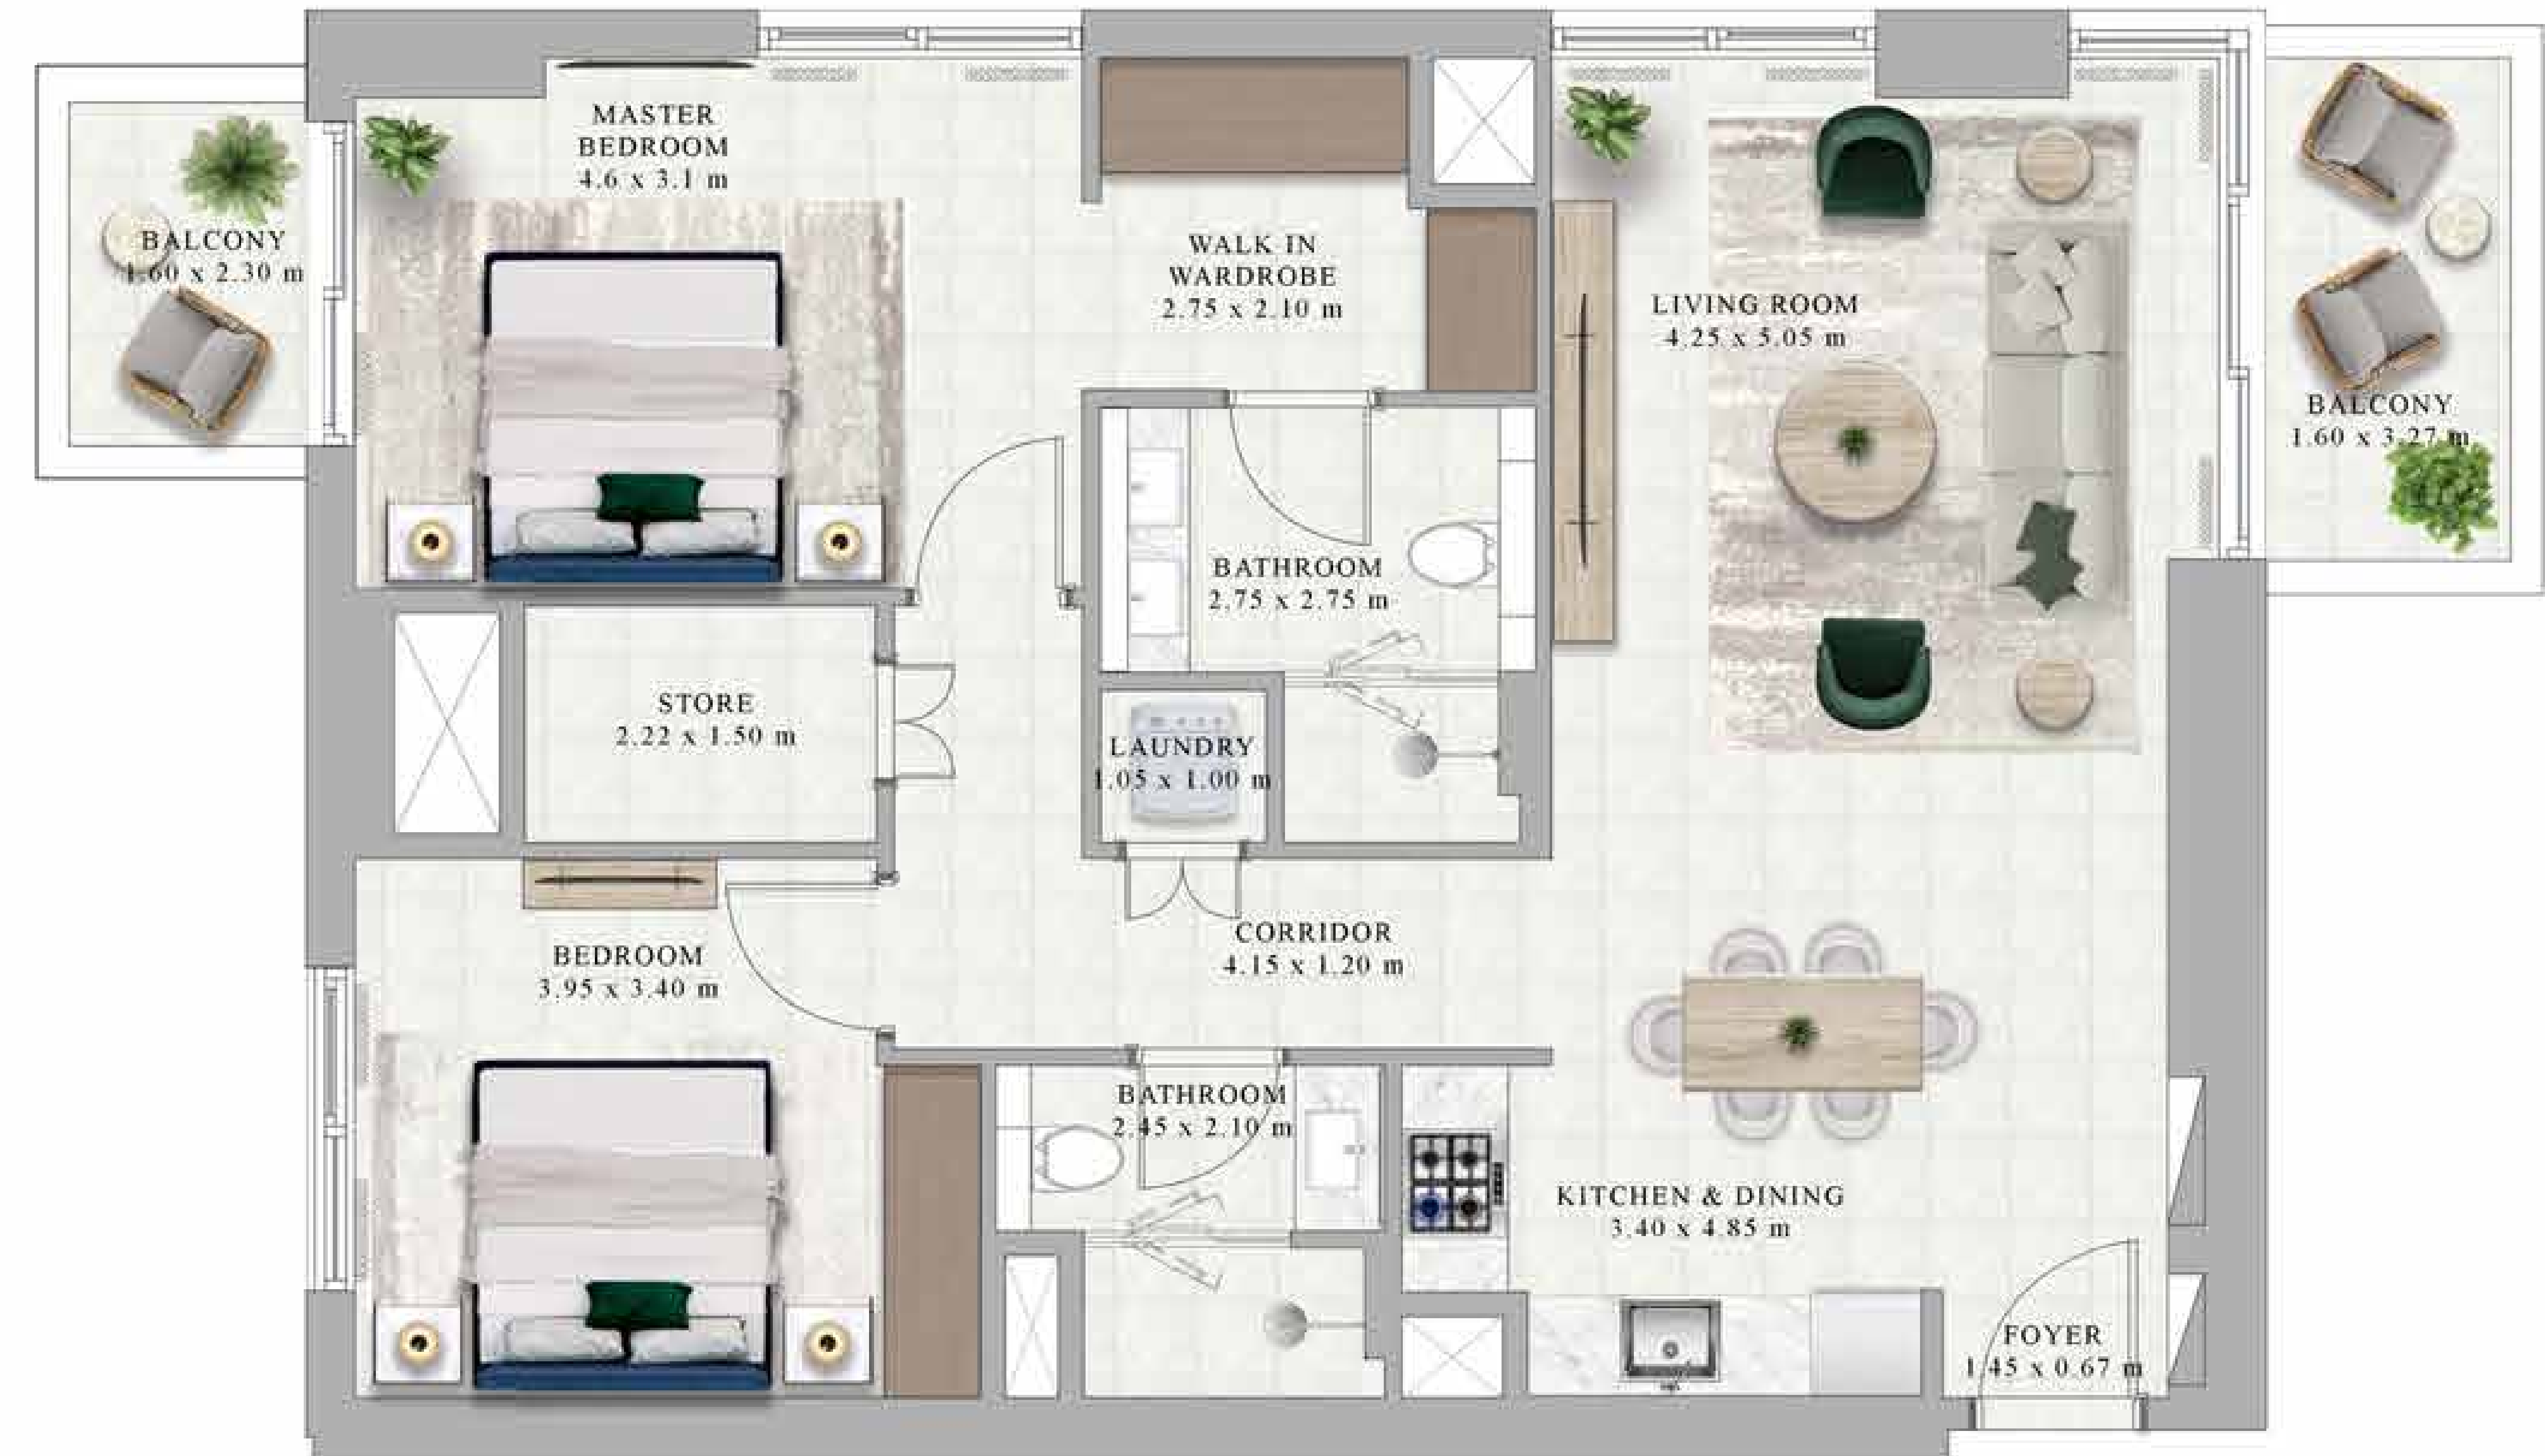 MASTER
BEDROOM
4.6 x 3.1 m
BALCONY
1.60 x 2.30 m
WALK IN
WARDROBE
2.75 x 2.10 m
LIVING ROOM
4.25 x 5.05 m
BALCONY
1.60 x 3.27 m
BATHROOM
2.75 x 2.75 m
STORE
2.22 x 1.50 m
LAUNDRY
1.05 x 1.00 m
CORRIDOR
4.15 x 1.20 m
BEDROOM
3.95 x 3.40 m
BATHROOM
2.45 x 2.10 m
KITCHEN & DINING
3.40 x 4.85 m
FOYER
1.45 x 0.67 m